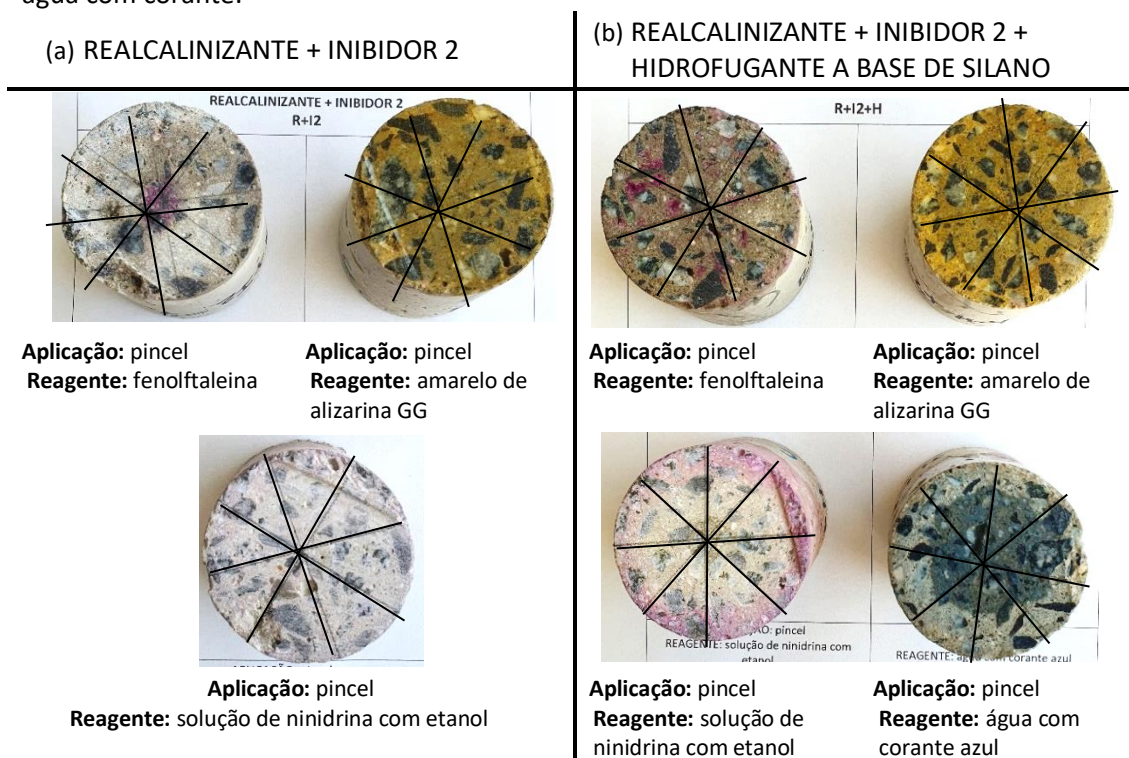 água com corante.
(a) REALCALINIZANTE + INIBIDOR 2
(b) REALCALINIZANTE + INIBIDOR 2 +
HIDROFUGANTE A BASE DE SILANO
REALCALINIZANTE + INIBIDOR 2
R+I2
R+I2+H
Aplicação: pincel
Reagente: fenolftaleina
Aplicação: pincel
Reagente: amarelo de
alizarina GG
Aplicação: pincel
Reagente: fenolftaleina
Aplicação: pincel
Reagente: amarelo de
alizarina GG
ÃO: pincel
REAGENTE: solução de ninidrina com
etanol
REAGENTE: corante azul
Aplicação: pincel
Reagente: solução de ninidrina com etanol
Aplicação: pincel
Reagente: solução de
ninidrina com etanol
Aplicação: pincel
Reagente: água com
corante azul